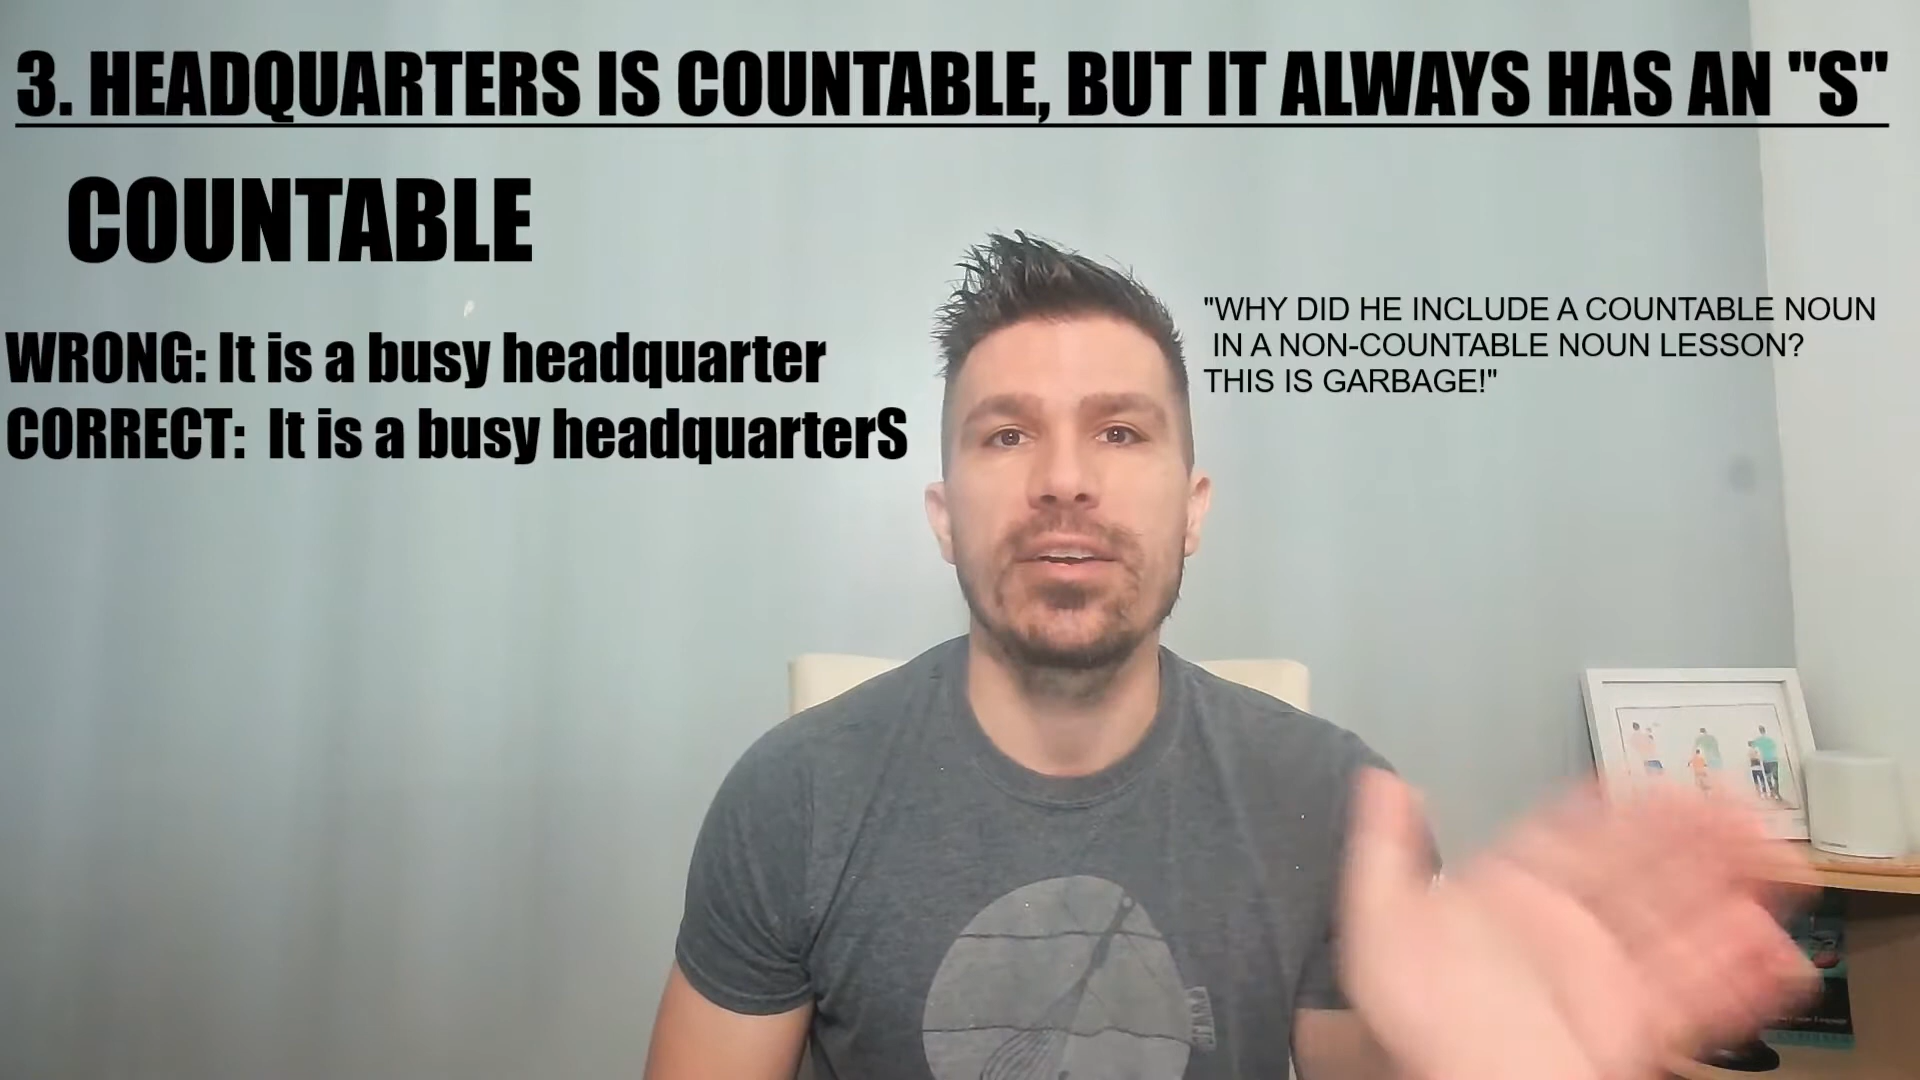 3. HEADQUARTERS IS COUNTABLE, BUT IT ALWAYS HAS AN "S"
COUNTABLE
WRONG: It is a busy headquarter
CORRECT:  It is a busy headquarterS
"WHY DID HE INCLUDE A COUNTABLE NOUN
IN A NON-COUNTABLE NOUN LESSON?
THIS IS GARBAGE!"